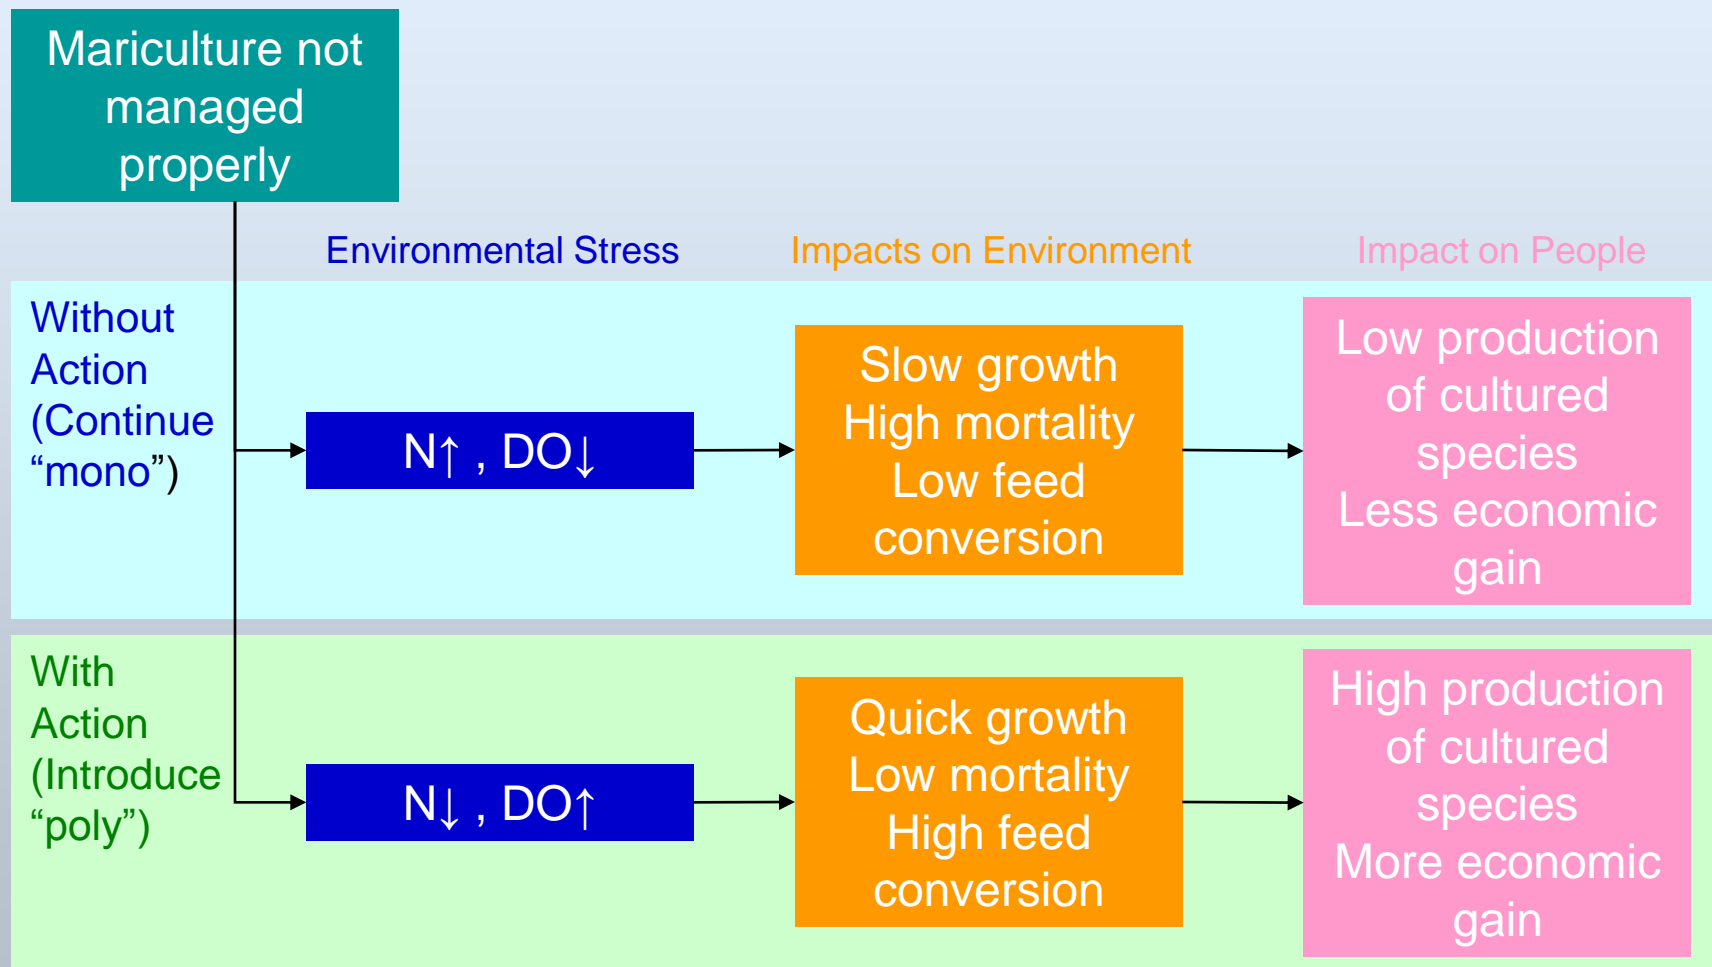 Mariculture not
managed
properly
Environmental Stress
Impacts on Environment
Impact on People
Without
Action
(Continue
“mono”)
N↑ , DO↓
Slow growth
High mortality
Low feed
conversion
Low production
of cultured
species
Less economic
gain
With
Action
(Introduce
“poly”)
N↓ , DO↑
Quick growth
Low mortality
High feed
conversion
High production
of cultured
species
More economic
gain